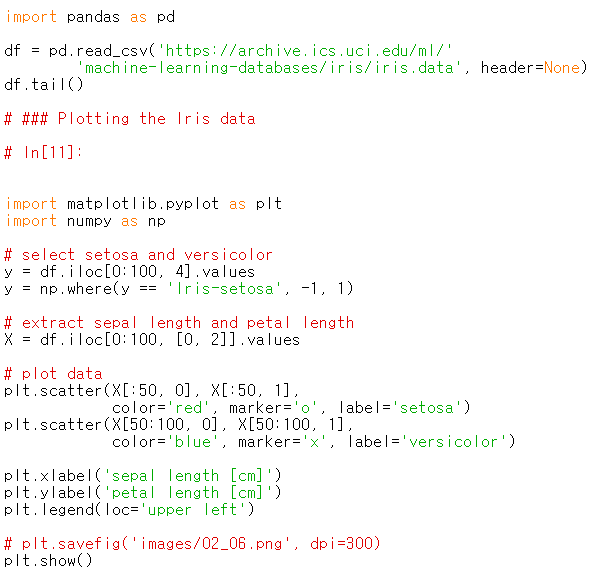 import pandas as pd
df = pd.read_csv('https://archive.ics.uci.edu/ml/'
'machine-learning-databases/iris/iris.data', header=None)
df.tail()
# ### Plotting the Iris data
# In[11]:
import matplotlib.pyplot as plt
import numpy as np
# select setosa and versicolor
y = df.iloc[0:100, 4].values
y = np.where(y == 'Iris-setosa', -1, 1)
# extract sepal length and petal length
X = df.iloc[0:100, [0, 2]].values
# plot data
plt.scatter(X[:50, 0], X[:50, 1],
color='red', marker='o', label='setosa')
plt.scatter(X[50:100, 0], X[50:100, 1],
color='blue', marker='x', label='versicolor')
plt.xlabel('sepal length [cm]')
plt.ylabel('petal length [cm]')
plt.legend(loc='upper left')
# plt.savefig('images/02_06.png', dpi=300)
plt.show()